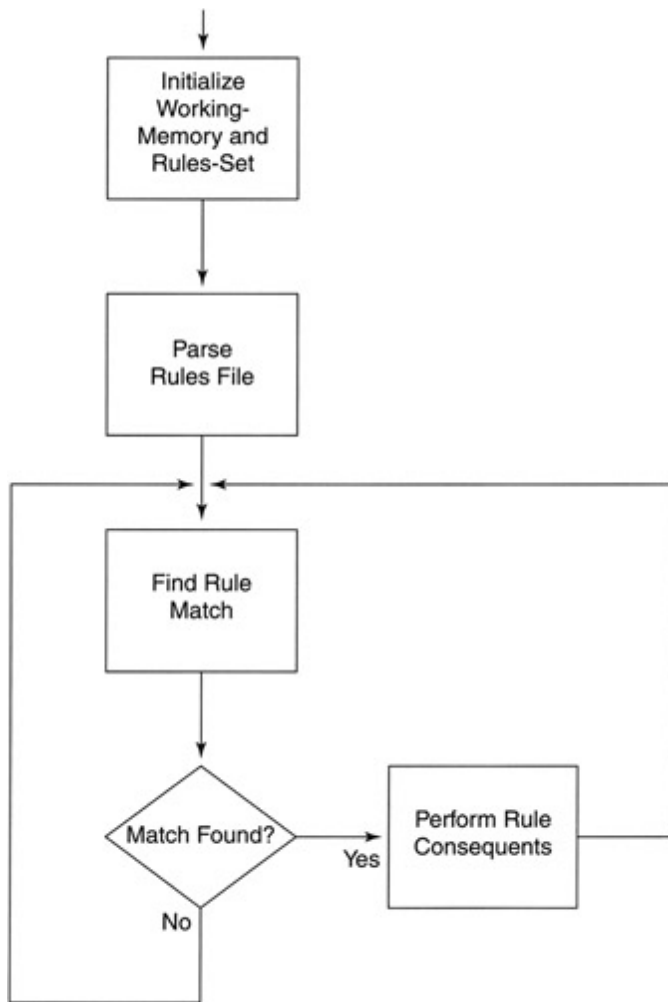 Initialize
Working-
Memory and
Rules-Set
Parse
Rules File
Find Rule
Match
Match Found?
Yes
Perform Rule
Consequents
No